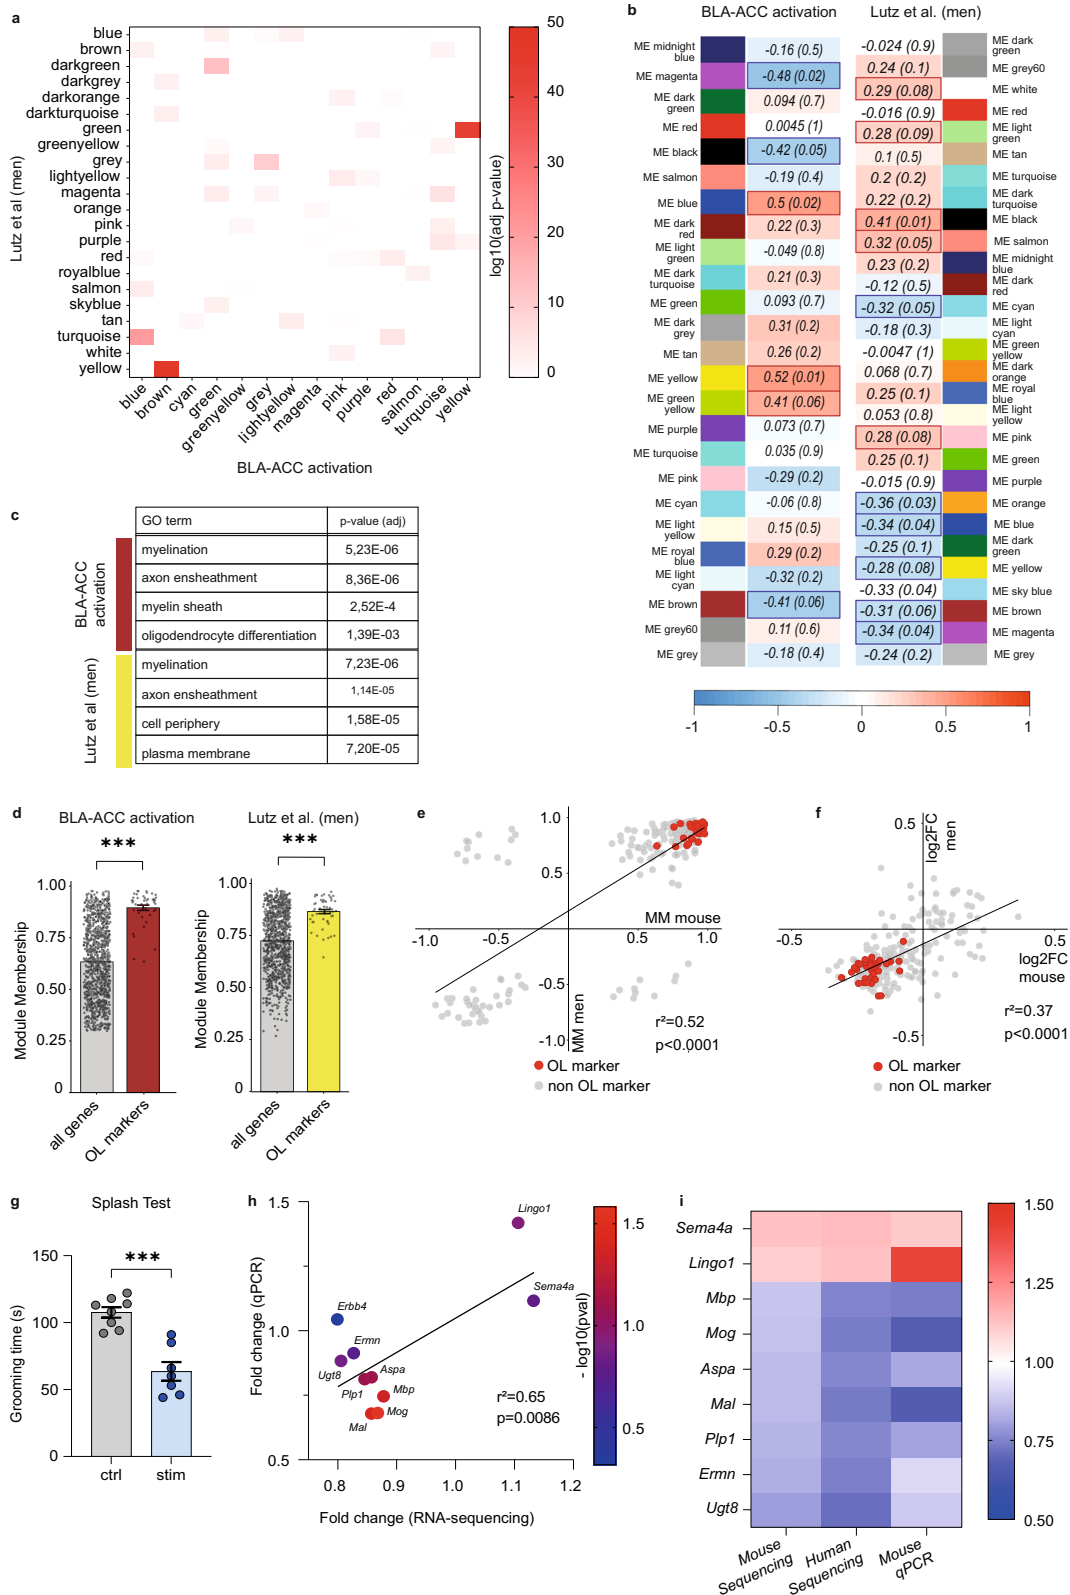 a
blue
brown
darkgreen
darkgrey
darkorange
darkturquoise
green
greenyellow
grey
lightyellow
magenta
orange
pink
purple
red
royalblue
salmon
skyblue
tan
turquoise
white
yellow
Lutz et al (men)
blue
brown
cyan
green
greenyellow
grey
lightyellow
magenta
pink
purple
red
salmon
turquoise
yellow
BLA-ACC activation
50
40
30
20
10
0
log10(adj p-value)
b
BLA-ACC activation
Lutz et al. (men)
ME midnight
blue
-0.16 (0.5)
ME magenta
-0.48 (0.02)
ME dark
green
0.094 (0.7)
ME red
0.0045 (1)
ME black
-0.42 (0.05)
ME salmon
-0.19 (0.4)
ME blue
0.5 (0.02)
ME dark
red
0.22 (0.3)
ME light
green
-0.049 (0.8)
ME dark
turquoise
0.21 (0.3)
ME green
0.093 (0.7)
ME dark
grey
0.31 (0.2)
ME tan
0.26 (0.2)
ME yellow
0.52 (0.01)
ME green
yellow
0.41 (0.06)
ME purple
0.073 (0.7)
ME turquoise
0.035 (0.9)
ME pink
-0.29 (0.2)
ME cyan
-0.06 (0.8)
ME light
yellow
0.15 (0.5)
ME royal
blue
0.29 (0.2)
ME light
cyan
-0.32 (0.2)
ME brown
-0.41 (0.06)
ME grey60
0.11 (0.6)
ME grey
-0.18 (0.4)
-0.024 (0.9)
ME dark
green
0.24 (0.1)
ME grey60
0.29 (0.08)
ME white
-0.016 (0.9)
ME red
0.28 (0.09)
ME light
green
0.1 (0.5)
ME tan
0.2 (0.2)
ME turquoise
0.22 (0.2)
ME dark
turquoise
0.41 (0.01)
ME black
0.32 (0.05)
ME salmon
0.23 (0.2)
ME midnight
blue
-0.12 (0.5)
ME dark
red
-0.32 (0.05)
ME cyan
-0.18 (0.3)
ME light
cyan
-0.0047 (1)
ME green
yellow
0.068 (0.7)
ME dark
orange
0.25 (0.1)
ME royal
blue
0.053 (0.8)
ME light
yellow
0.28 (0.08)
ME pink
0.25 (0.1)
ME green
-0.015 (0.9)
ME purple
-0.36 (0.03)
ME orange
-0.34 (0.04)
ME blue
-0.25 (0.1)
ME dark
green
-0.28 (0.08)
ME yellow
-0.33 (0.04)
ME sky blue
-0.31 (0.06)
ME brown
-0.34 (0.04)
ME magenta
-0.24 (0.2)
ME grey
-1
-0.5
0
0.5
1
c
GO term p-value (adj)
BLA-ACC
activation
myelination 5,23E-06
axon ensheathment 8,36E-06
myelin sheath 2,52E-4
oligodendrocyte differentiation 1,39E-03
Lutz et al (men)
myelination 7,23E-06
axon ensheathment 1,14E-05
cell periphery 1,58E-05
plasma membrane 7,20E-05
d
BLA-ACC activation
***
Module Membership
1.00
0.75
0.50
0.25
0
all genes
OL markers
Lutz et al. (men)
***
Module Membership
1.00
0.75
0.50
0.25
0
all genes
OL markers
e
1.0
0.5
MM mouse
-1.0
-0.5
0.5
1.0
-0.5
MM men
-1.0
r²=0.52
p<0.0001
OL marker
non OL marker
f
0.5
log2FC
men
-0.5
0.5
log2FC
mouse
r²=0.37
p<0.0001
-0.5
OL marker
non OL marker
g
Splash Test
***
Grooming time (s)
150
100
50
0
ctrl
stim
h
1.5
1.0
0.5
Fold change (qPCR)
Lingo1
Sema4a
Erbb4
Ermn
Ugt8
Aspa
Plp1
Mbp
Mal
Mog
r²=0.65
p=0.0086
0.8
0.9
1.0
1.1
1.2
Fold change (RNA-sequencing)
1.5
1.0
0.5
- log10(pval)
i
Sema4a
Lingo1
Mbp
Mog
Aspa
Mal
Plp1
Ermn
Ugt8
Mouse
Sequencing
Human
Sequencing
Mouse
qPCR
1.50
1.25
1.00
0.75
0.50